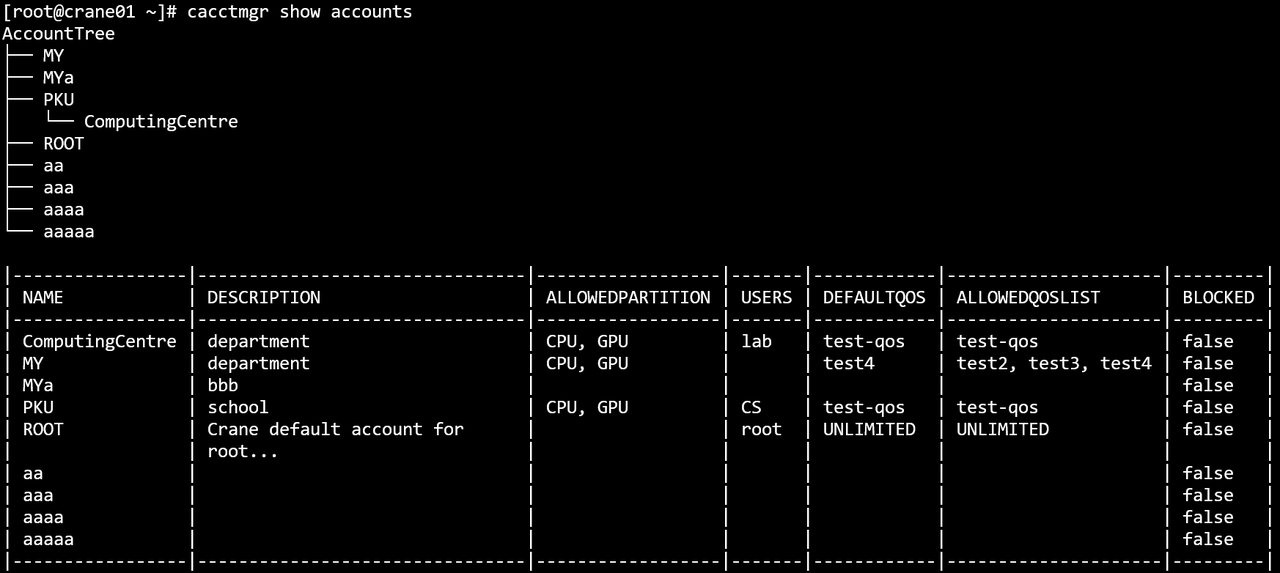 [root@crane01 ~]# cacctmgr show accounts
AccountTree
├── MY
├── MYa
├── PKU
│   └── ComputingCentre
├── ROOT
├── aa
├── aaa
├── aaaa
└── aaaaa
|-----------------|--------------------------------|------------------|-------|------------|---------------------|---------|
| NAME            | DESCRIPTION                    | ALLOWEDPARTITION | USERS | DEFAULTQOS | ALLOWEDQOSLIST      | BLOCKED |
|-----------------|--------------------------------|------------------|-------|------------|---------------------|---------|
| ComputingCentre | department                     | CPU, GPU         | lab   | test-qos   | test-qos            | false   |
| MY              | department                     | CPU, GPU         |       | test4      | test2, test3, test4 | false   |
| MYa             | bbb                            |                  |       |            |                     | false   |
| PKU             | school                         | CPU, GPU         | CS    | test-qos   | test-qos            | false   |
| ROOT            | Crane default account for      |                  | root  | UNLIMITED  | UNLIMITED           | false   |
|                 | root...                        |                  |       |            |                     |         |
| aa              |                                |                  |       |            |                     | false   |
| aaa             |                                |                  |       |            |                     | false   |
| aaaa            |                                |                  |       |            |                     | false   |
| aaaaa           |                                |                  |       |            |                     | false   |
|-----------------|--------------------------------|------------------|-------|------------|---------------------|---------|